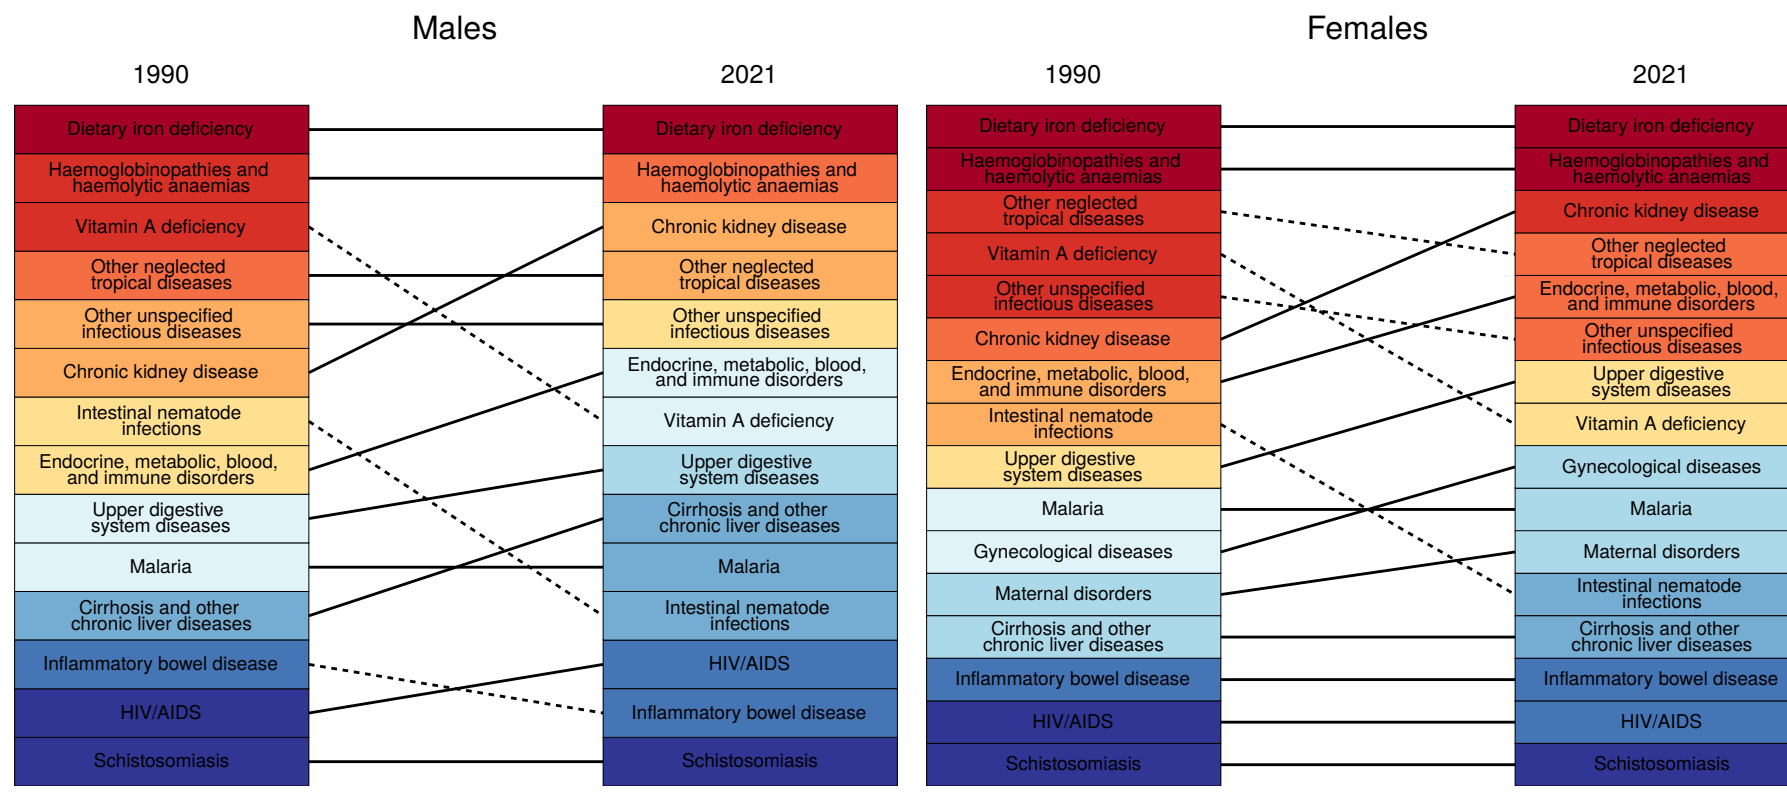 Males
1990
2021
Dietary iron deficiency
Haemoglobinopathies and
haemolytic anaemias
Vitamin A deficiency
Other neglected
tropical diseases
Other unspecified
infectious diseases
Chronic kidney disease
Intestinal nematode
infections
Endocrine, metabolic, blood,
and immune disorders
Upper digestive
system diseases
Malaria
Cirrhosis and other
chronic liver diseases
Inflammatory bowel disease
HIV/AIDS
Schistosomiasis
Dietary iron deficiency
Haemoglobinopathies and
haemolytic anaemias
Chronic kidney disease
Other neglected
tropical diseases
Other unspecified
infectious diseases
Endocrine, metabolic, blood,
and immune disorders
Vitamin A deficiency
Upper digestive
system diseases
Cirrhosis and other
chronic liver diseases
Malaria
Intestinal nematode
infections
HIV/AIDS
Inflammatory bowel disease
Schistosomiasis
Females
1990
2021
Dietary iron deficiency
Haemoglobinopathies and
haemolytic anaemias
Other neglected
tropical diseases
Vitamin A deficiency
Other unspecified
infectious diseases
Chronic kidney disease
Endocrine, metabolic, blood,
and immune disorders
Intestinal nematode
infections
Upper digestive
system diseases
Malaria
Gynecological diseases
Maternal disorders
Cirrhosis and other
chronic liver diseases
Inflammatory bowel disease
HIV/AIDS
Schistosomiasis
Dietary iron deficiency
Haemoglobinopathies and
haemolytic anaemias
Chronic kidney disease
Other neglected
tropical diseases
Endocrine, metabolic, blood,
and immune disorders
Other unspecified
infectious diseases
Upper digestive
system diseases
Vitamin A deficiency
Gynecological diseases
Malaria
Maternal disorders
Intestinal nematode
infections
Cirrhosis and other
chronic liver diseases
Inflammatory bowel disease
HIV/AIDS
Schistosomiasis